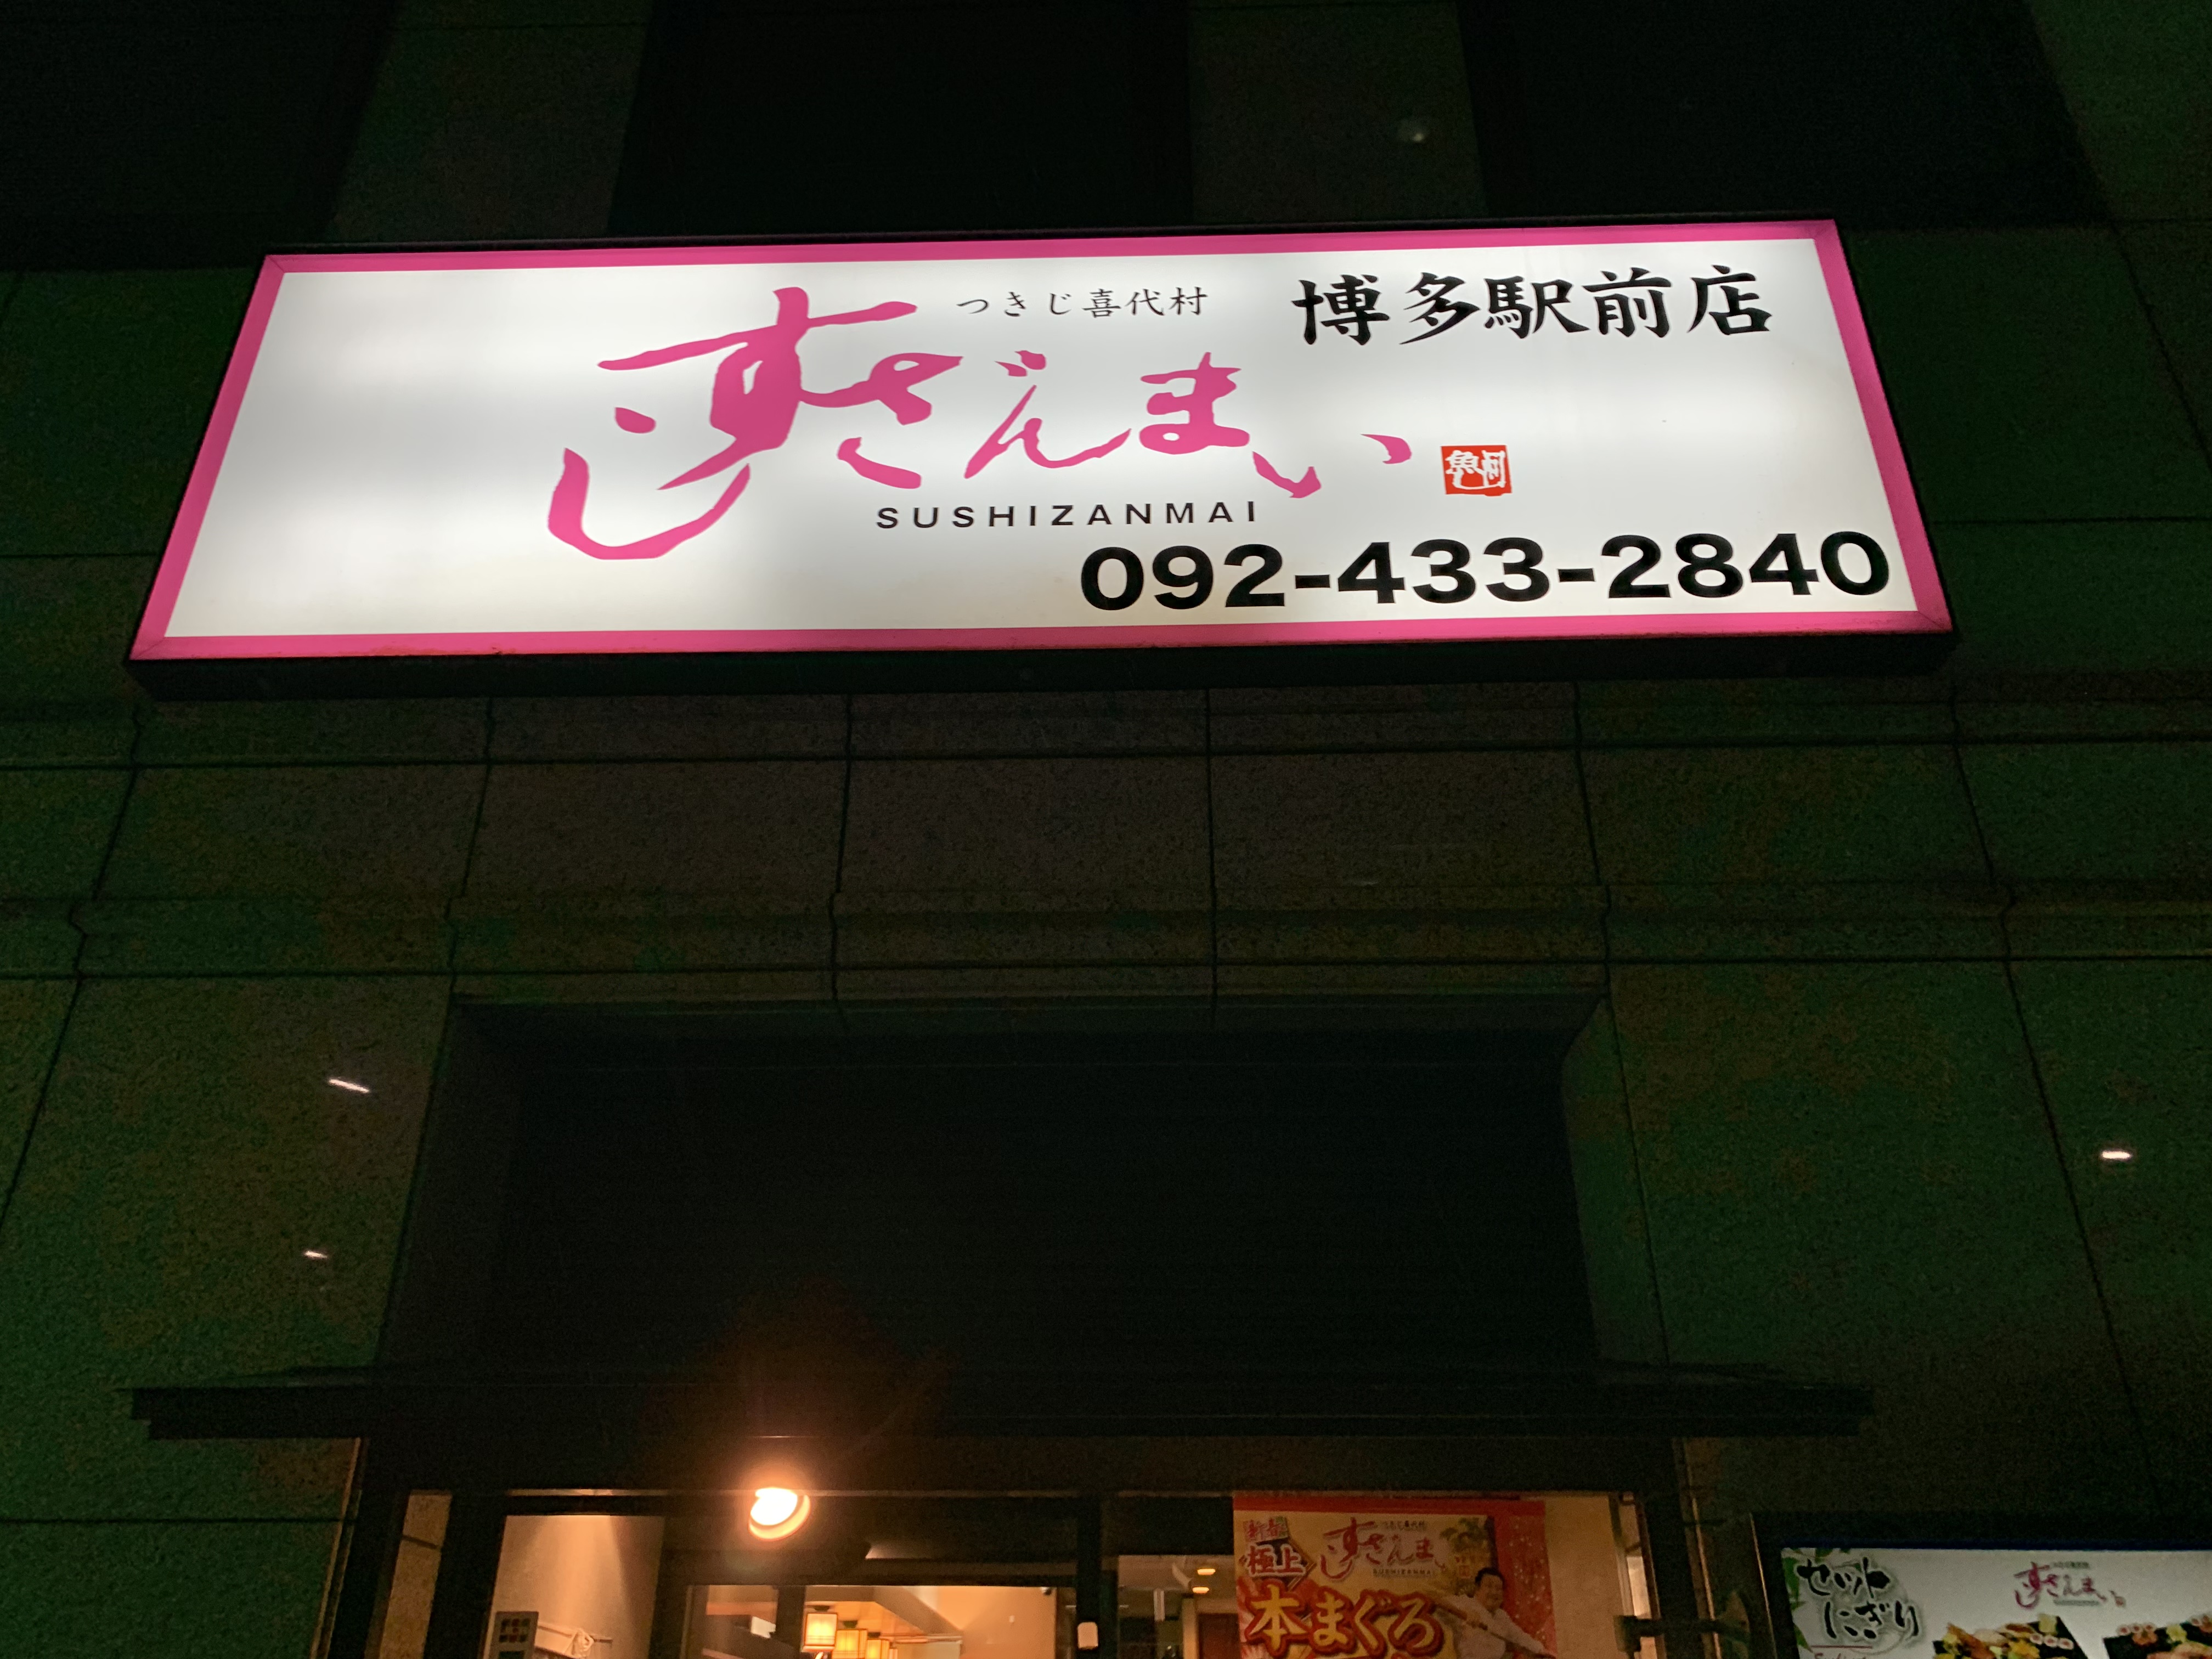 つきじ喜代村
博多駅前店
すしざんまい
SUSHIZANMAI
092-433-2840
極上
すしざんまい
本まぐろ
セット
にぎり
すしざんまい